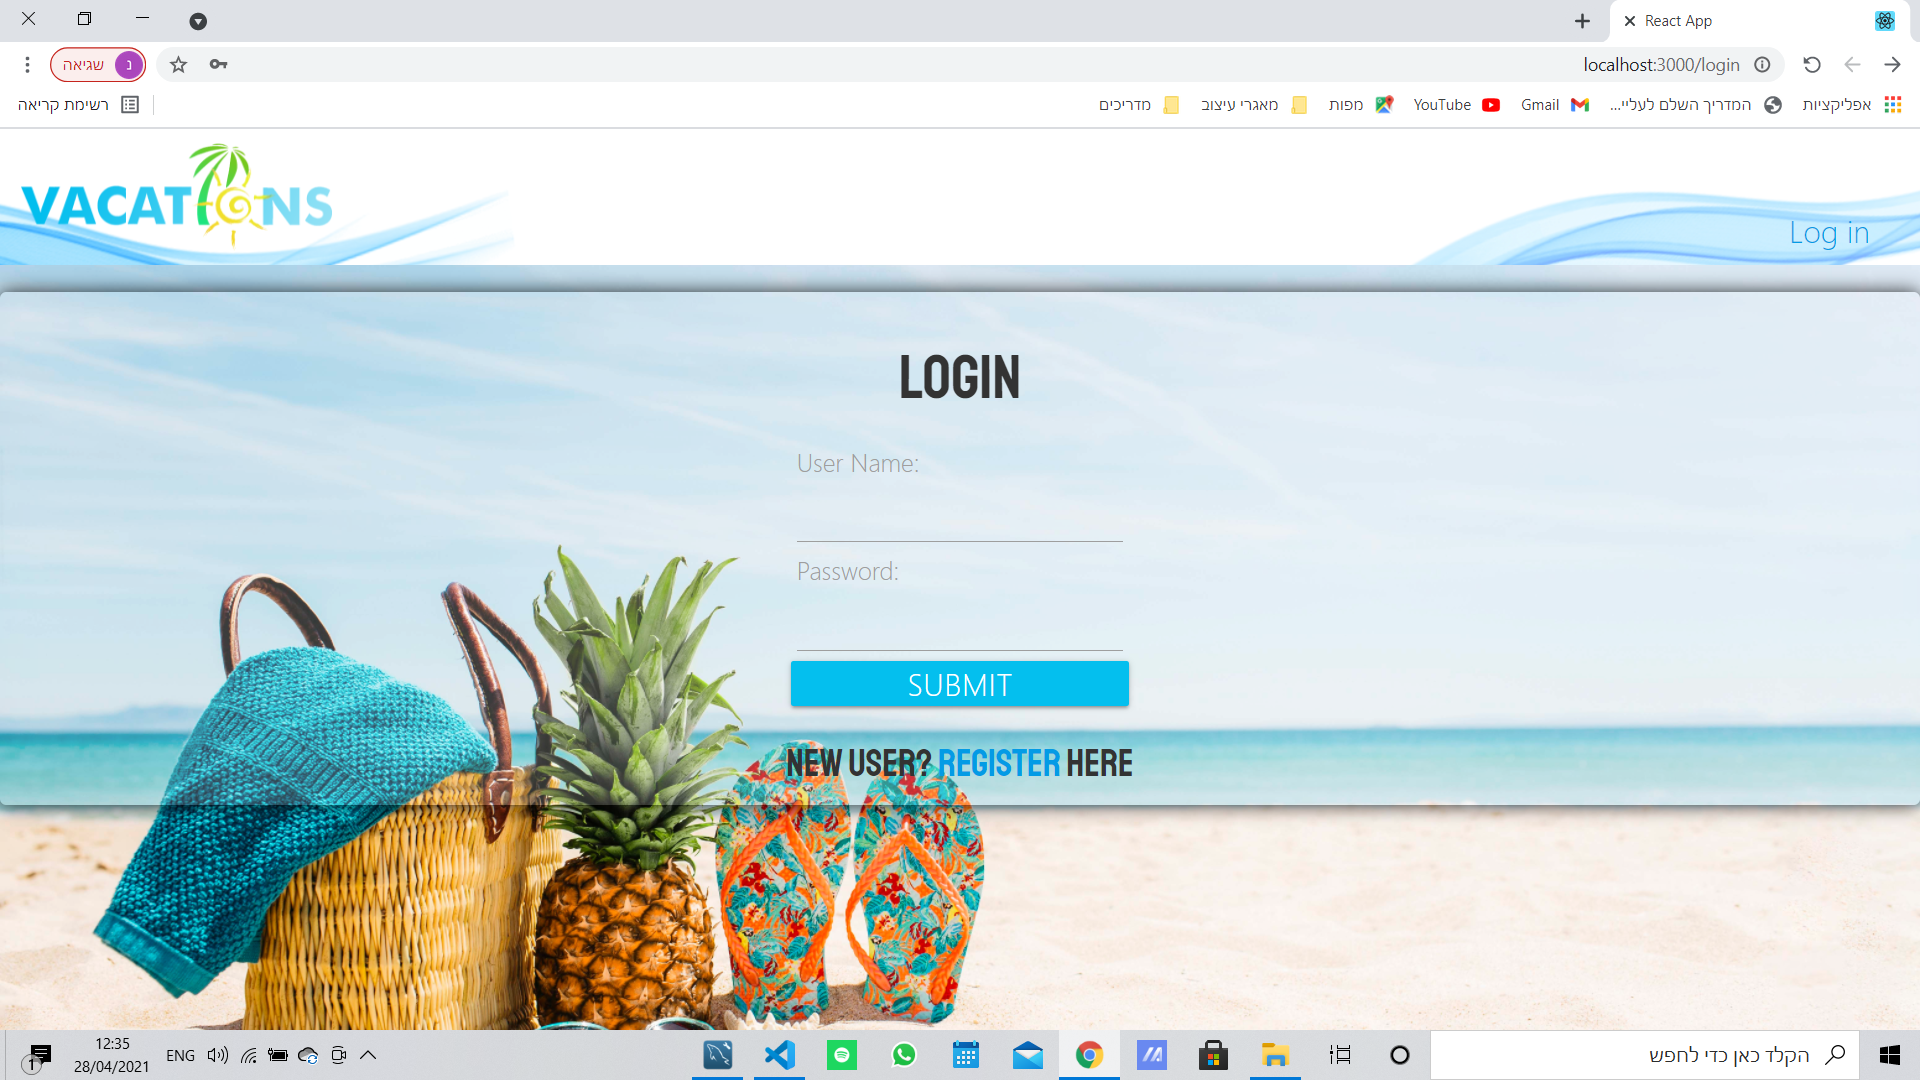 React App
localhost:3000/login
שגיאה
נ
אפליקציות
המדריך השלם לעליי...
Gmail
YouTube
מפות
מאגרי עיצוב
מדריכים
רשימת קריאה
VACATIONS
Log in
LOGIN
User Name:
Password:
SUBMIT
NEW USER? REGISTER HERE
הקלד כאן כדי לחפש
ENG
12:35
28/04/2021
1